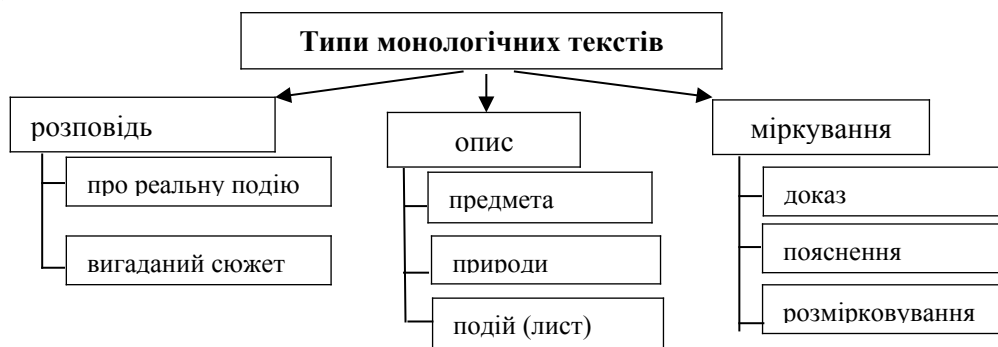 Типи монологічних текстів
розповідь
про реальну подію
вигаданий сюжет
опис
предмета
природи
подій (лист)
міркування
доказ
пояснення
розмірковування